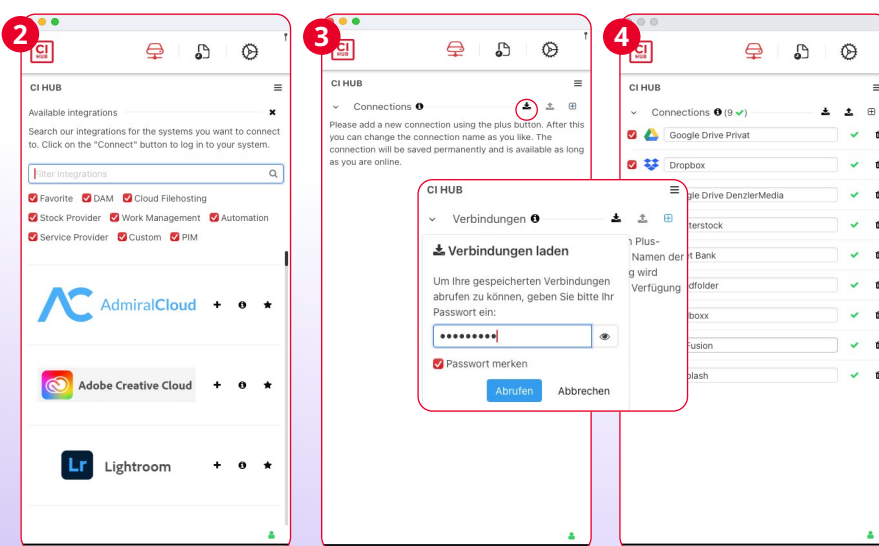 2
CI
HUB
CI HUB
Available integrations
Search our integrations for the systems you want to connect
to. Click on the "Connect" button to log in to your system.
Filter Integrations
Favorite DAM Cloud Filehosting
Stock Provider Work Management Automation
Service Provider Custom PIM
AdmiralCloud
Adobe Creative Cloud
Lr Lightroom
3
CI
HUB
CI HUB
Connections
Please add a new connection using the plus button. After this
you can change the connection name as you like. The
connection will be saved permanently and is available as long
as you are online.
CI HUB
Verbindungen
Plus-
Namen der
g wird
Verfügung
Verbindungen laden
Um Ihre gespeicherten Verbindungen
abrufen zu können, geben Sie bitte Ihr
Passwort ein:
Passwort merken
Abrufen Abbrechen
4
CI
HUB
CI HUB
Connections (9 )
Google Drive Privat
Dropbox
gle Drive DenzlerMedia
terstock
t Bank
dfolder
boxx
Fusion
plash